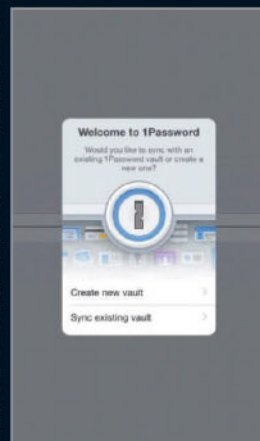 Welcome to 1Password
Would you like to sync with an
existing 1Password vault or create a
new one?
Create new vault
Sync existing vault